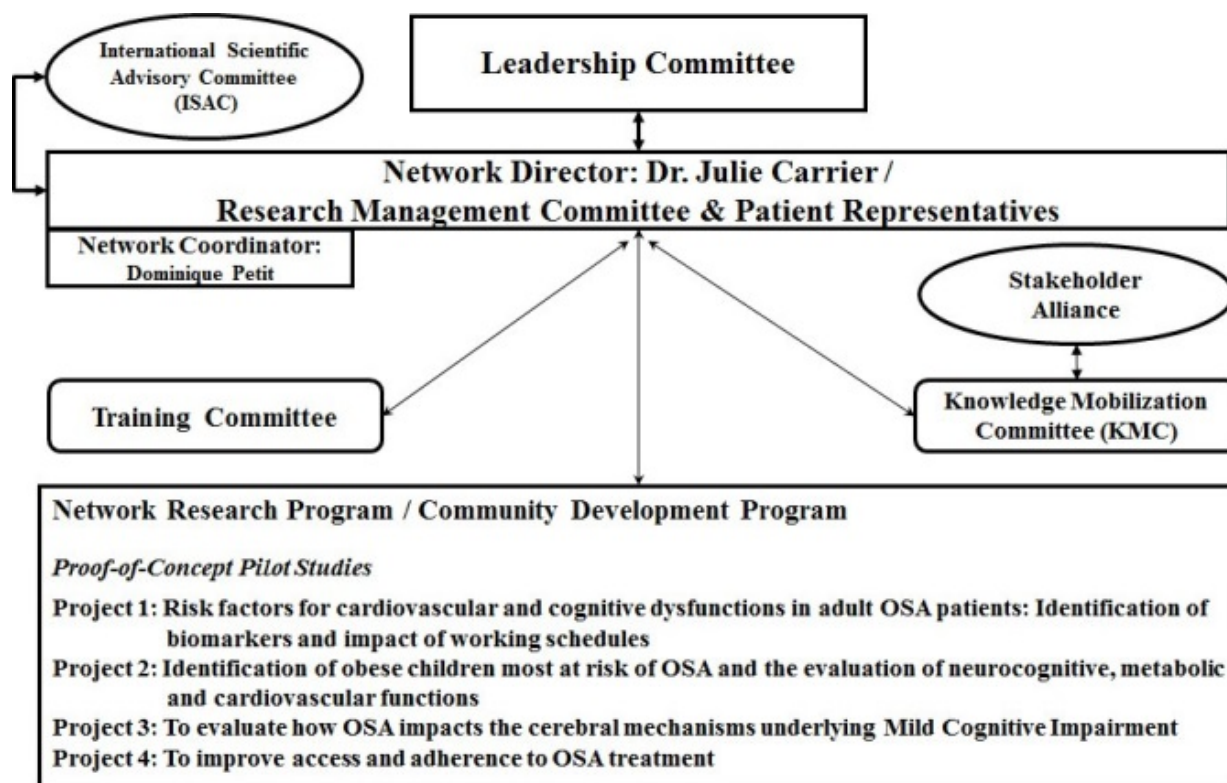 International Scientific
Advisory Committee
(ISAC)
Leadership Committee
Network Director: Dr. Julie Carrier /
Research Management Committee & Patient Representatives
Network Coordinator:
Dominique Petit
Stakeholder
Alliance
Training Committee
Knowledge Mobilization
Committee (KMC)
Network Research Program / Community Development Program
Proof-of-Concept Pilot Studies
Project 1: Risk factors for cardiovascular and cognitive dysfunctions in adult OSA patients: Identification of
biomarkers and impact of working schedules
Project 2: Identification of obese children most at risk of OSA and the evaluation of neurocognitive, metabolic
and cardiovascular functions
Project 3: To evaluate how OSA impacts the cerebral mechanisms underlying Mild Cognitive Impairment
Project 4: To improve access and adherence to OSA treatment